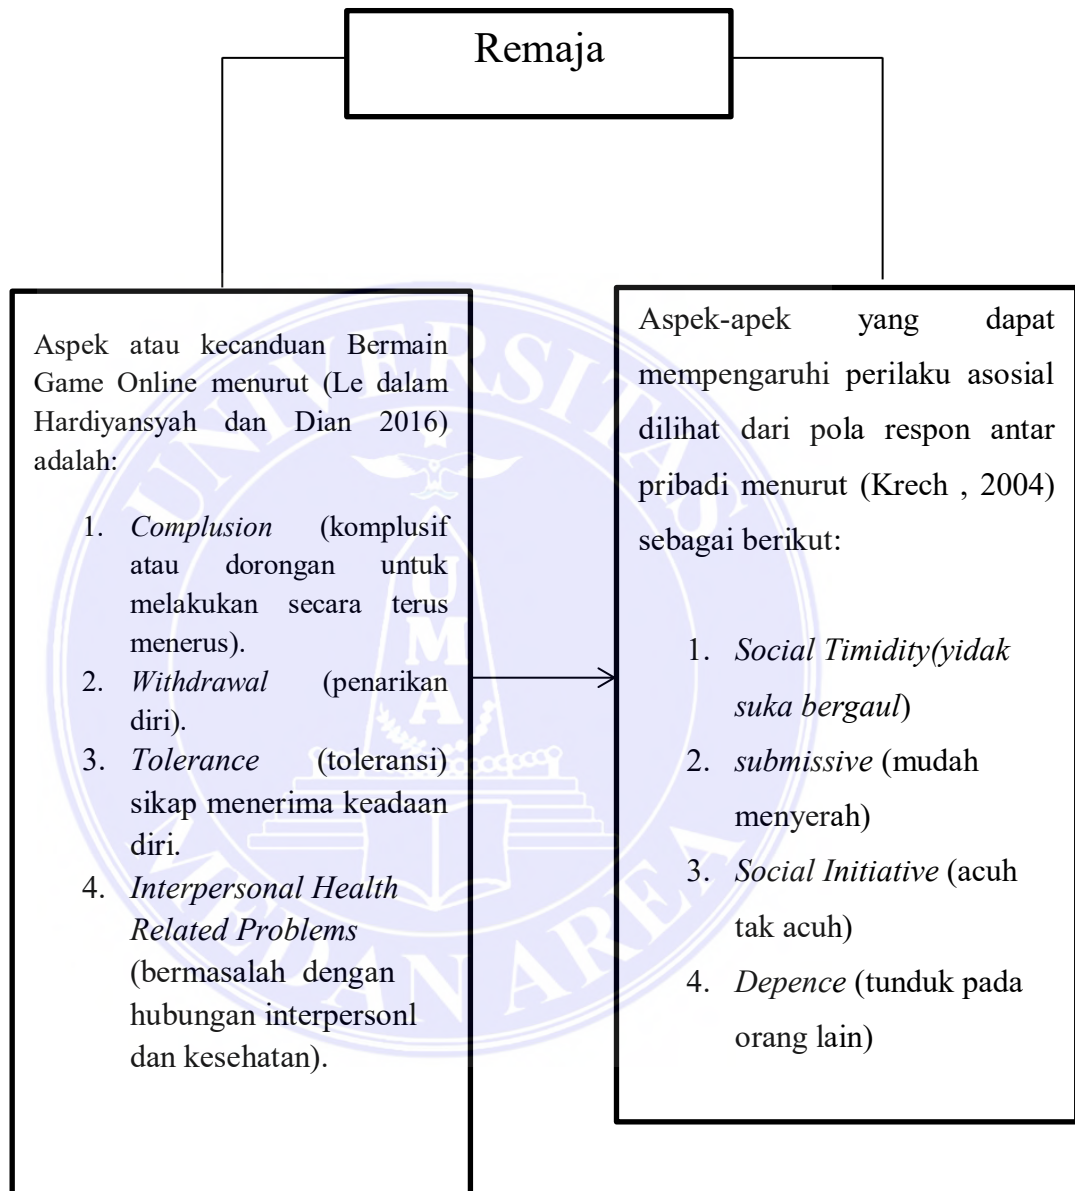 Remaja
Aspek atau kecanduan Bermain
Game Online menurut (Le dalam
Hardiyansyah dan Dian 2016)
adalah:
1. Complusion (komplusif
atau dorongan untuk
melakukan secara terus
menerus).
2. Withdrawal (penarikan
diri).
3. Tolerance (toleransi)
sikap menerima keadaan
diri.
4. Interpersonal Health
Related Problems
(bermasalah dengan
hubungan interpersonl
dan kesehatan).
Aspek-apek yang dapat
mempengaruhi perilaku asosial
dilihat dari pola respon antar
pribadi menurut (Krech , 2004)
sebagai berikut:
1. Social Timidity(yidak
suka bergaul)
2. submissive (mudah
menyerah)
3. Social Initiative (acuh
tak acuh)
4. Depence (tunduk pada
orang lain)
UNIVERSITAS
MEDAN AREA
UMA